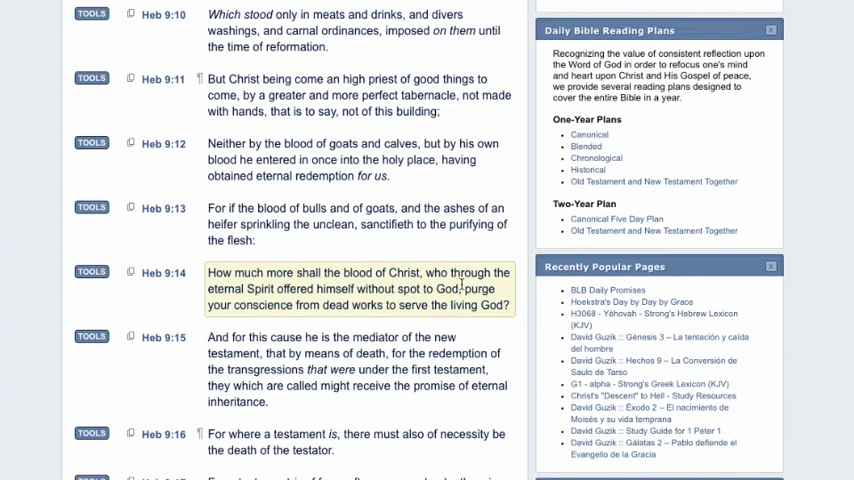 TOOLS Heb 9:10 Which stood only in meats and drinks, and divers
washings, and carnal ordinances, imposed on them until
the time of reformation.
TOOLS Heb 9:11 ¶ But Christ being come an high priest of good things to
come, by a greater and more perfect tabernacle, not made
with hands, that is to say, not of this building;
TOOLS Heb 9:12 Neither by the blood of goats and calves, but by his own
blood he entered in once into the holy place, having
obtained eternal redemption for us.
TOOLS Heb 9:13 For if the blood of bulls and of goats, and the ashes of an
heifer sprinkling the unclean, sanctifieth to the purifying of
the flesh:
TOOLS Heb 9:14 How much more shall the blood of Christ, who through the
eternal Spirit offered himself without spot to God, purge
your conscience from dead works to serve the living God?
TOOLS Heb 9:15 And for this cause he is the mediator of the new
testament, that by means of death, for the redemption of
the transgressions that were under the first testament,
they which are called might receive the promise of eternal
inheritance.
TOOLS Heb 9:16 ¶ For where a testament is, there must also of necessity be
the death of the testator.
Daily Bible Reading Plans
Recognizing the value of consistent reflection upon
the Word of God in order to refocus one's mind
and heart upon Christ and His Gospel of peace,
we provide several reading plans designed to
cover the entire Bible in a year.
One-Year Plans
Canonical
Blended
Chronological
Historical
Old Testament and New Testament Together
Two-Year Plan
Canonical Five Day Plan
Old Testament and New Testament Together
Recently Popular Pages
BLB Daily Promises
Hoekstra's Day by Day by Grace
H3068 - Yĕhovah - Strong's Hebrew Lexicon
(KJV)
David Guzik :: Génesis 3 – La tentación y caída
del hombre
David Guzik :: Hechos 9 – La Conversión de
Saulo de Tarso
G1 - alpha - Strong's Greek Lexicon (KJV)
Christ's "Descent" to Hell - Study Resources
David Guzik :: Éxodo 2 – El nacimiento de
Moisés y su vida temprana
David Guzik :: Study Guide for 1 Peter 1
David Guzik :: Gálatas 2 – Pablo defiende el
Evangelio de la Gracia